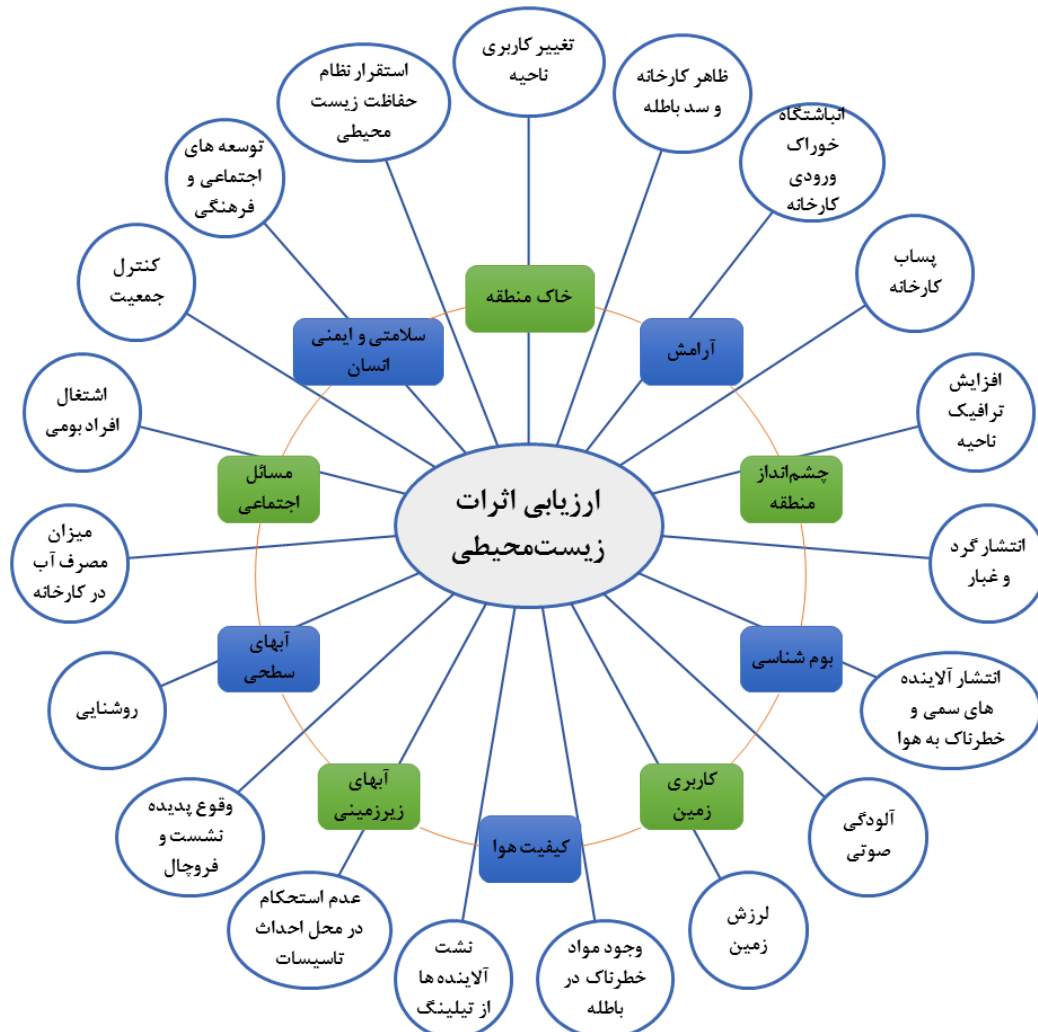 تغییر کاربری
ناحیه
ظاهر کارخانه
و سد باطله
انباشتگاه
خوراک
ورودی
کارخانه
پساب
کارخانه
افزایش
ترافیک
ناحیه
انتشار گرد
و غبار
انتشار آلاینده
های سمی و
خطرناک به هوا
آلودگی
صوتی
لرزش
زمین
وجود مواد
خطرناک در
باطله
نشت
آلاینده ها
از تیلینگ
عدم استحکام
در محل احداث
تاسیسات
وقوع پدیده
نشست و
فروچال
روشنایی
میزان
مصرف آب
در کارخانه
اشتغال
افراد بومی
کنترل
جمعیت
توسعه های
اجتماعی و
فرهنگی
استقرار نظام
حفاظت زیست
محیطی
خاک منطقه
آرامش
چشم‌انداز
منطقه
بوم شناسی
کاربری
زمین
کیفیت هوا
آبهای
زیرزمینی
آبهای
سطحی
مسائل
اجتماعی
سلامتی و ایمنی
انسان
ارزیابی اثرات
زیست‌محیطی